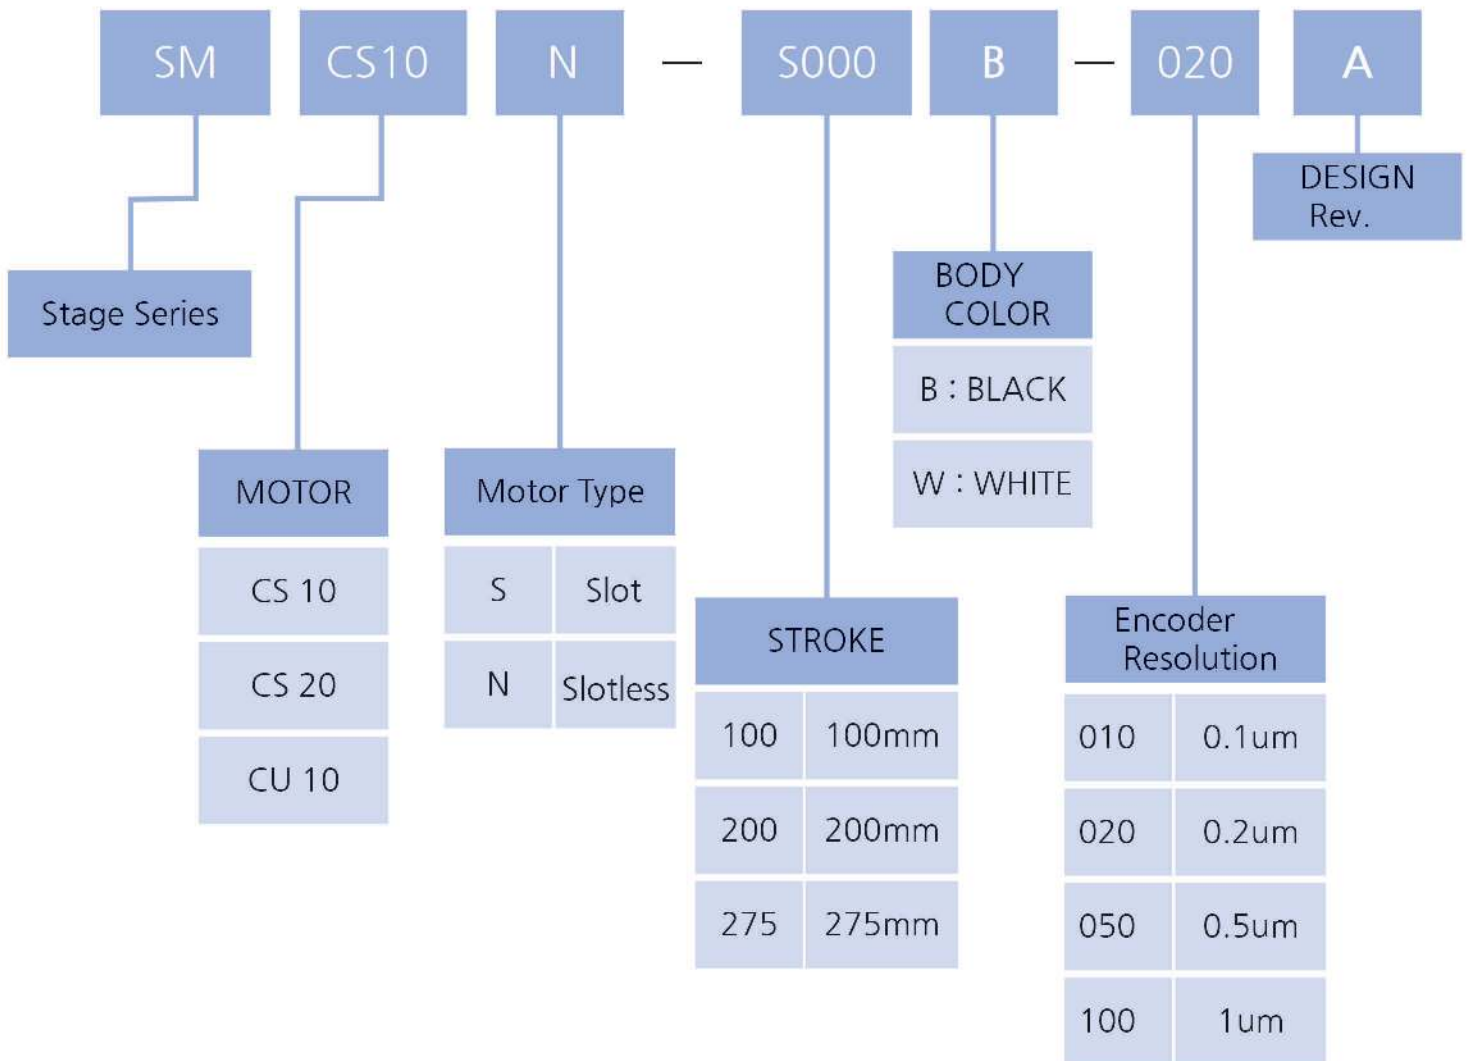 SM CS10 N — S000 B — 020 A
DESIGN
Rev.
Stage Series
BODY
COLOR
B : BLACK
W : WHITE
MOTOR
CS 10
CS 20
CU 10
Motor Type
S Slot
N Slotless
STROKE
100 100mm
200 200mm
275 275mm
Encoder
Resolution
010 0.1um
020 0.2um
050 0.5um
100 1um